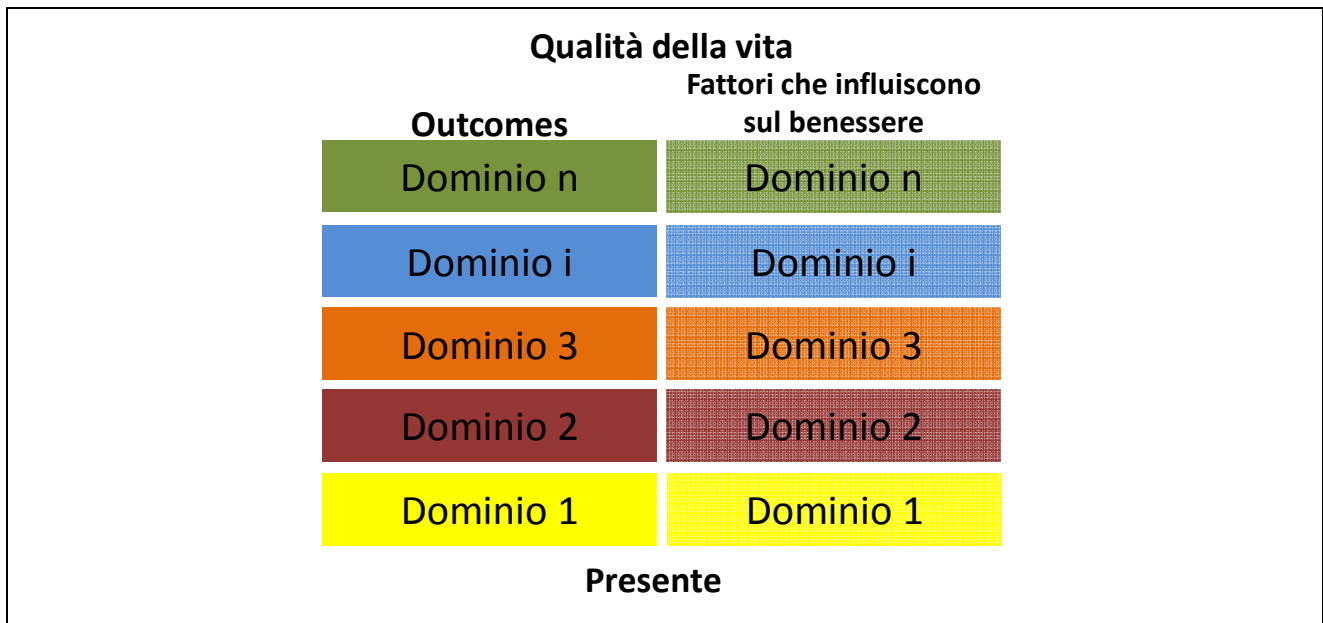 Qualità della vita
Outcomes
Fattori che influiscono
sul benessere
Dominio n
Dominio n
Dominio i
Dominio i
Dominio 3
Dominio 3
Dominio 2
Dominio 2
Dominio 1
Dominio 1
Presente